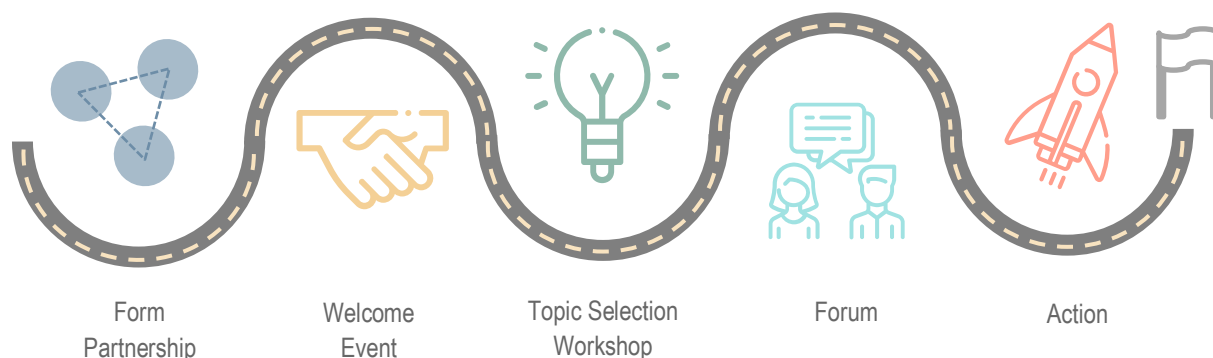 Form
Partnership
Welcome
Event
Topic Selection
Workshop
Forum
Action